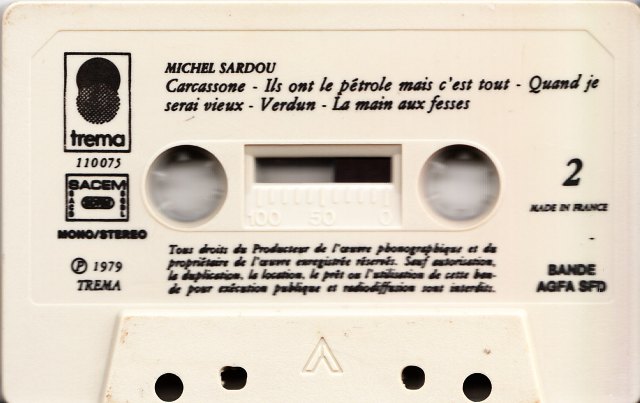 MICHEL SARDOU
Carcassone - Ils ont le pétrole mais c'est tout - Quand je
serai vieux - Verdun - La main aux fesses
trema
110075
SACEM
MONO/STEREO
Ⓟ 1979
TREMA
2
MADE IN FRANCE
100 50 0
Tous droits du Producteur de l'œuvre phonographique et du
propriétaire de l'œuvre enregistrée réservés. Sauf autorisation,
la duplication, la location, le prêt ou l'utilisation de cette ban-
de pour exécution publique et radiodiffusion sont interdits.
BANDE
AGFA SFD